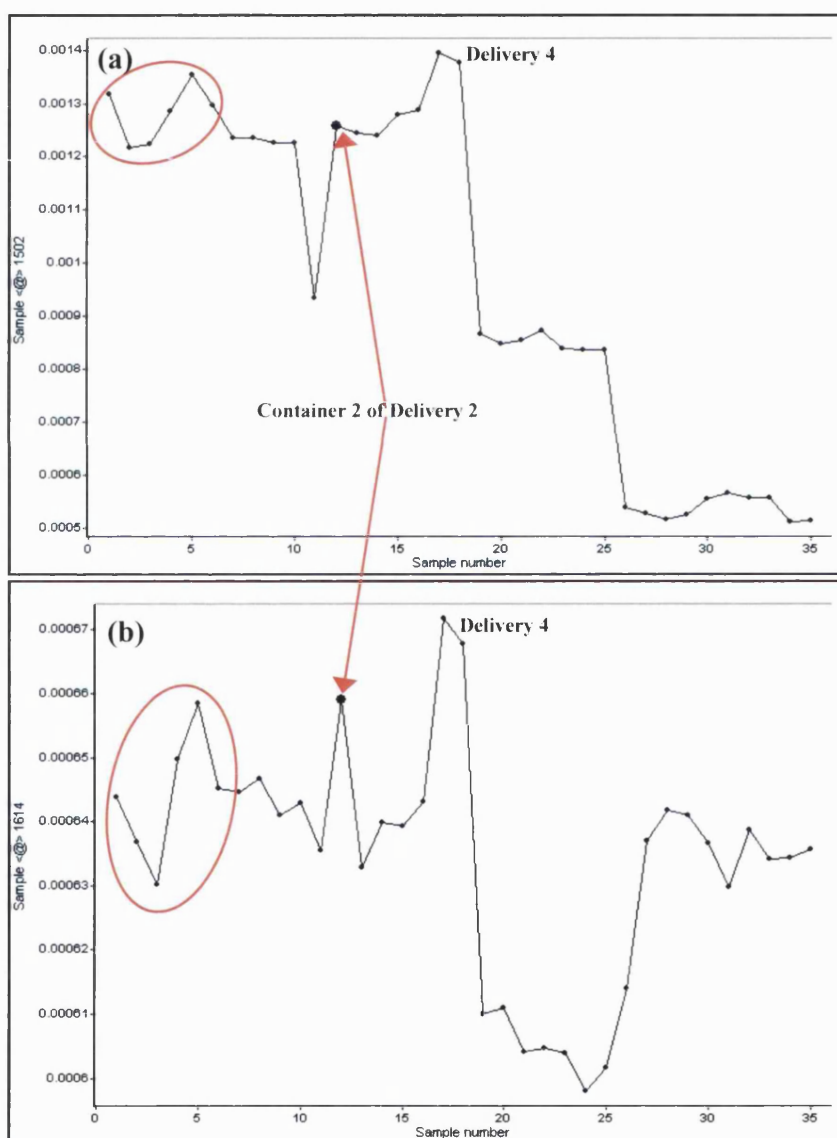 (a)
Delivery 4
0.0014
0.0013
0.0012
0.0011
0.001
0.0009
0.0008
0.0007
0.0006
0.0005
Sample <@> 1502
Container 2 of Delivery 2
0 5 10 15 20 25 30 35
Sample number
(b)
Delivery 4
0.00067
0.00066
0.00065
0.00064
0.00063
0.00062
0.00061
0.0006
Sample <@> 1614
0 5 10 15 20 25 30 35
Sample number